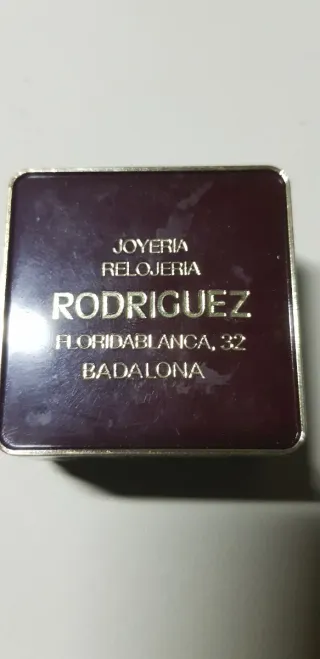 JOYERIA
RELOJERIA
RODRIGUEZ
FLORIDABLANCA, 32
BADALONA